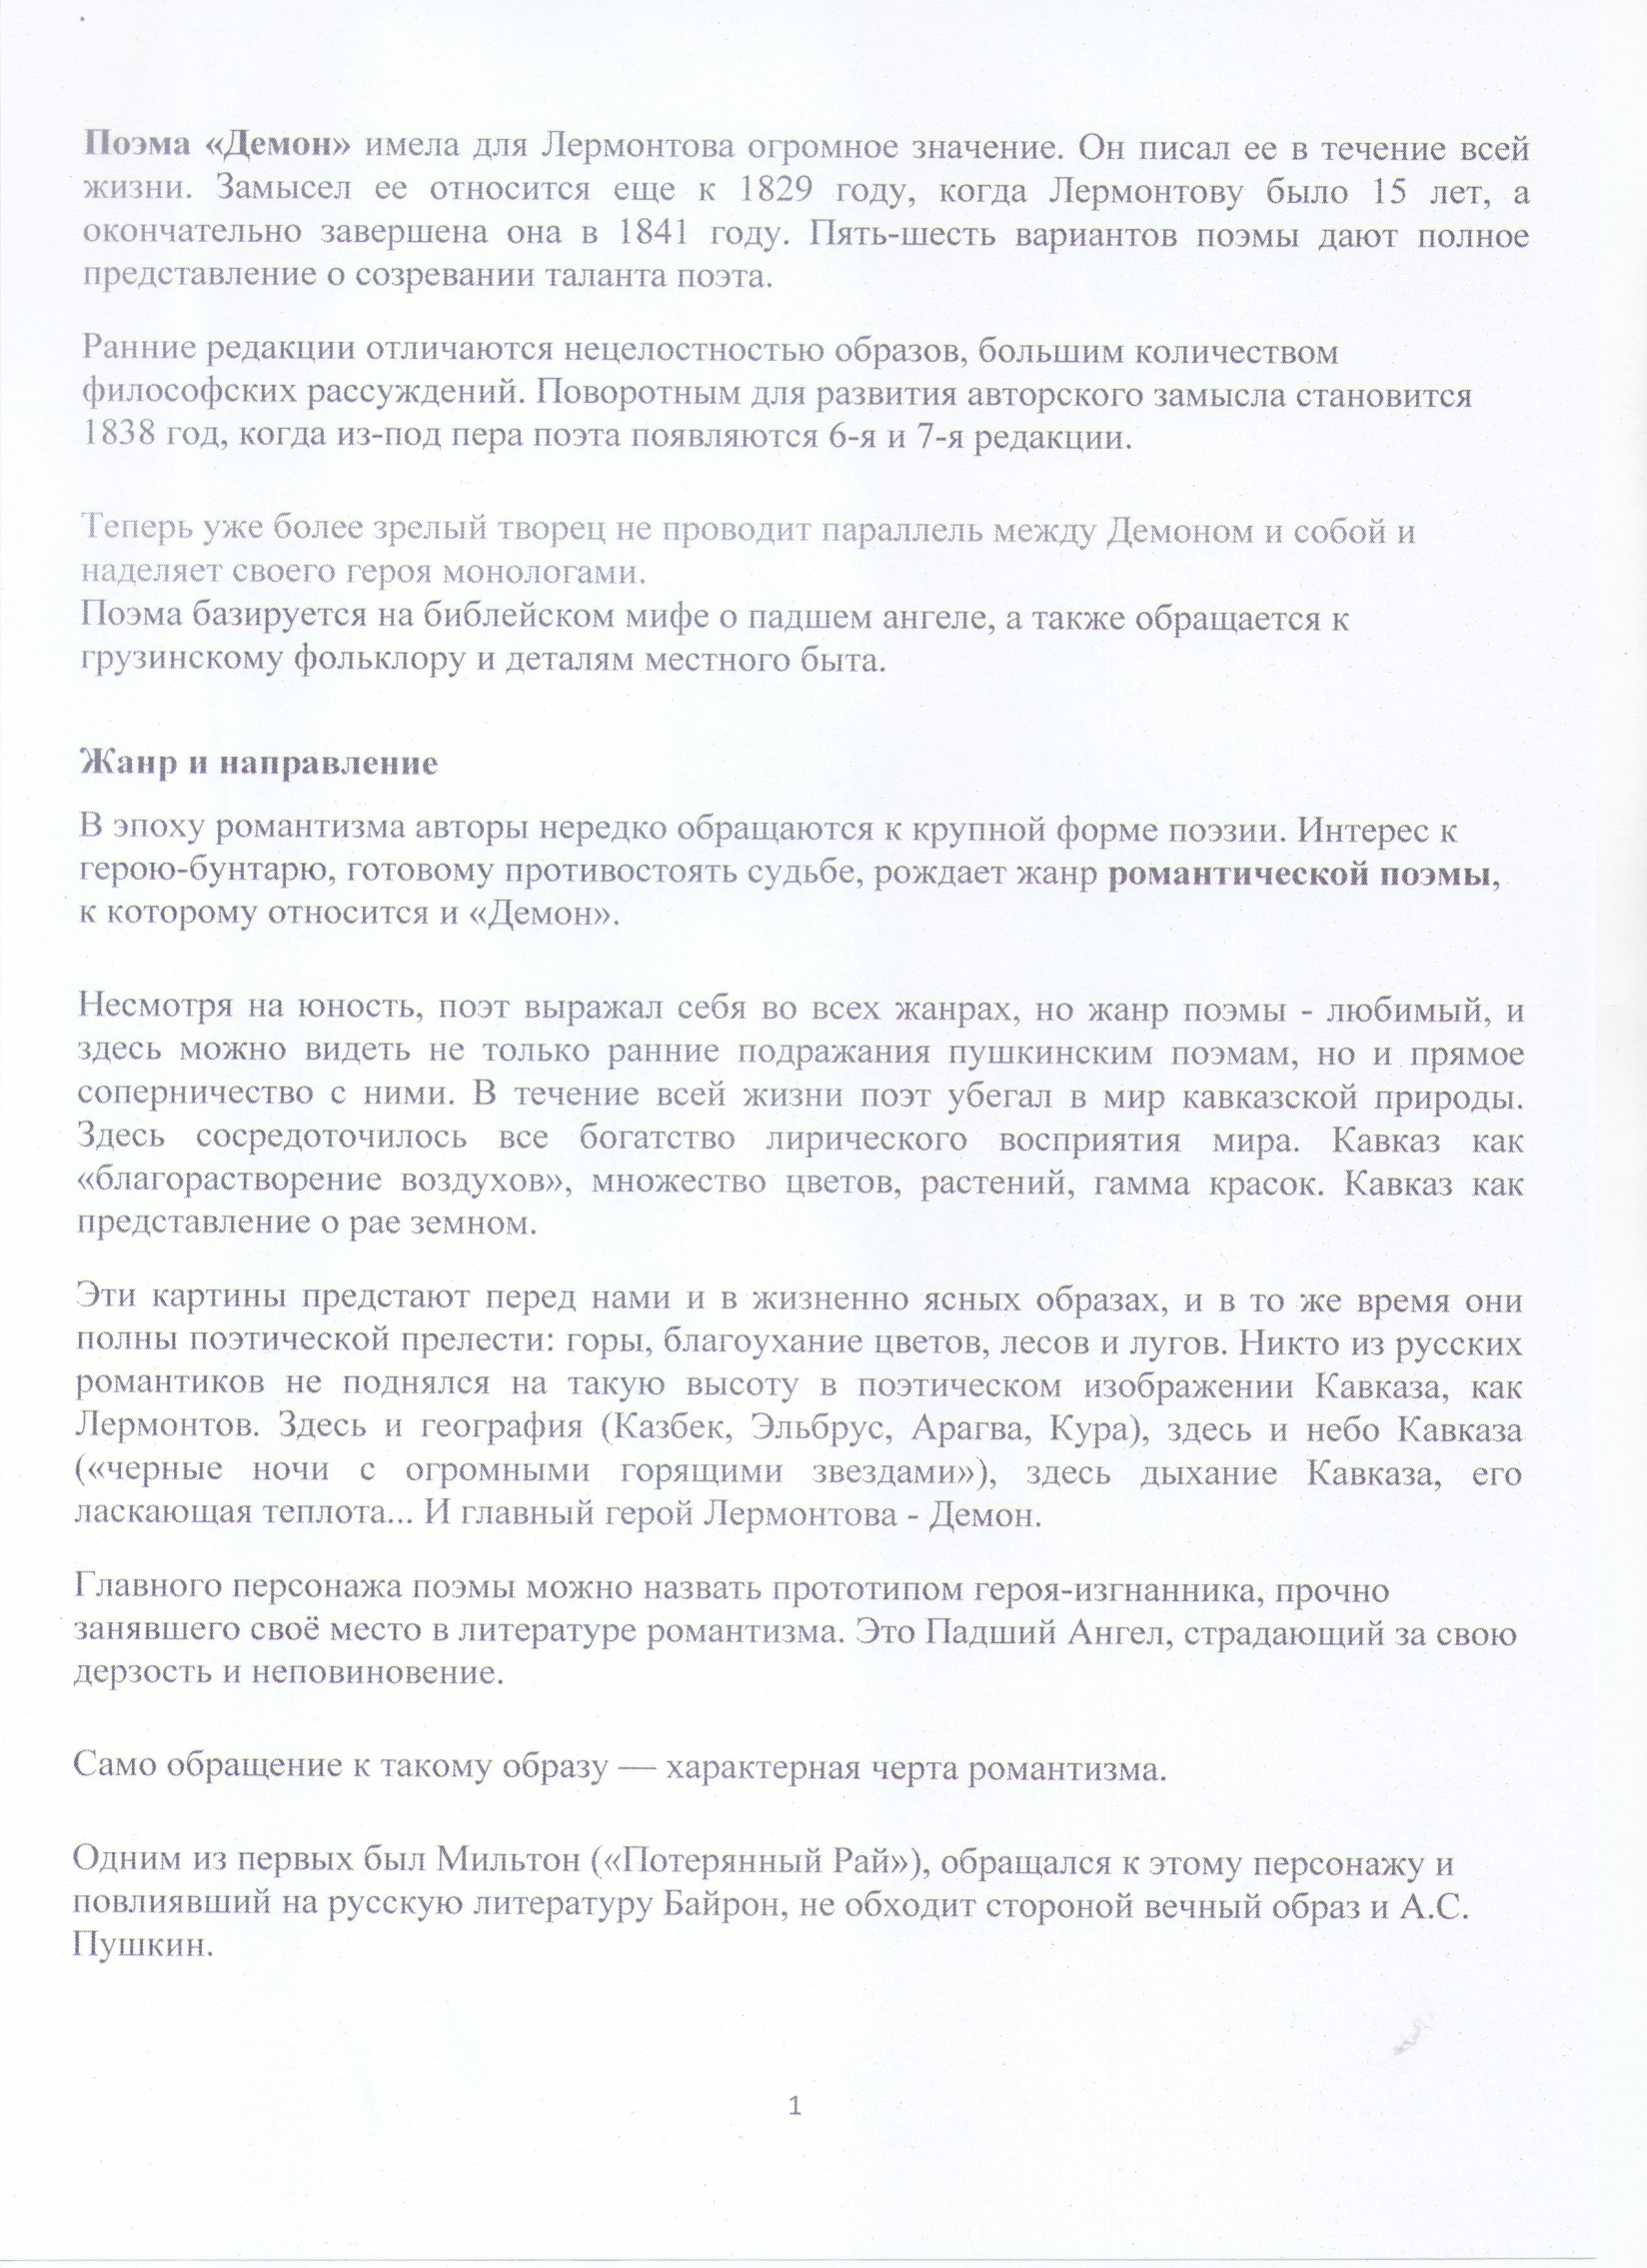 Поэма «Демон» имела для Лермонтова огромное значение. Он писал ее в течение всей
жизни. Замысел ее относится еще к 1829 году, когда Лермонтову было 15 лет, а
окончательно завершена она в 1841 году. Пять-шесть вариантов поэмы дают полное
представление о созревании таланта поэта.
Ранние редакции отличаются нецелостностью образов, большим количеством
философских рассуждений. Поворотным для развития авторского замысла становится
1838 год, когда из-под пера поэта появляются 6-я и 7-я редакции.
Теперь уже более зрелый творец не проводит параллель между Демоном и собой и
наделяет своего героя монологами.
Поэма базируется на библейском мифе о падшем ангеле, а также обращается к
грузинскому фольклору и деталям местного быта.
Жанр и направление
В эпоху романтизма авторы нередко обращаются к крупной форме поэзии. Интерес к
герою-бунтарю, готовому противостоять судьбе, рождает жанр романтической поэмы,
к которому относится и «Демон».
Несмотря на юность, поэт выражал себя во всех жанрах, но жанр поэмы - любимый, и
здесь можно видеть не только ранние подражания пушкинским поэмам, но и прямое
соперничество с ними. В течение всей жизни поэт убегал в мир кавказской природы.
Здесь сосредоточилось все богатство лирического восприятия мира. Кавказ как
«благорастворение воздухов», множество цветов, растений, гамма красок. Кавказ как
представление о рае земном.
Эти картины предстают перед нами и в жизненно ясных образах, и в то же время они
полны поэтической прелести: горы, благоухание цветов, лесов и лугов. Никто из русских
романтиков не поднялся на такую высоту в поэтическом изображении Кавказа, как
Лермонтов. Здесь и география (Казбек, Эльбрус, Арагва, Кура), здесь и небо Кавказа
(«черные ночи с огромными горящими звездами»), здесь дыхание Кавказа, его
ласкающая теплота... И главный герой Лермонтова - Демон.
Главного персонажа поэмы можно назвать прототипом героя-изгнанника, прочно
занявшего своё место в литературе романтизма. Это Падший Ангел, страдающий за свою
дерзость и неповиновение.
Само обращение к такому образу — характерная черта романтизма.
Одним из первых был Мильтон («Потерянный Рай»), обращался к этому персонажу и
повлиявший на русскую литературу Байрон, не обходит стороной вечный образ и А.С.
Пушкин.
1